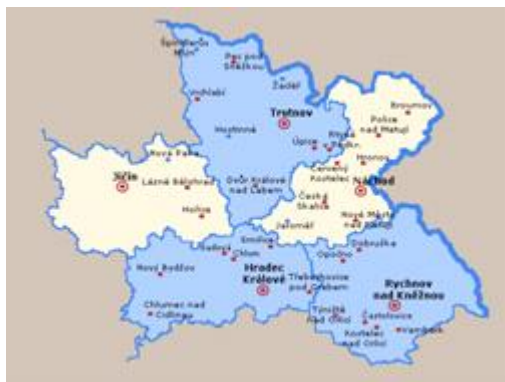 Špindlerův
Mlýn
Pec pod
Sněžkou
Žacléř
Vrchlabí
Trutnov
Broumov
Police
nad Metují
Hostinné
Úpice
Hronov
Nová Paka
Červený
Kostelec
Jičín
Lázně Bělohrad
Dvůr Králové
nad Labem
Náchod
Česká
Skalice
Hořice
Jaroměř
Nové Město
nad Metují
Smiřice
Dobruška
Opočno
Chlum
Nový Bydžov
Hradec
Králové
Třebechovice
pod Orebem
Rychnov
nad Kněžnou
Chlumec nad
Cidlinou
Týniště
nad Orlicí
Častolovice
Kostelec
nad Orlicí
Vamberk